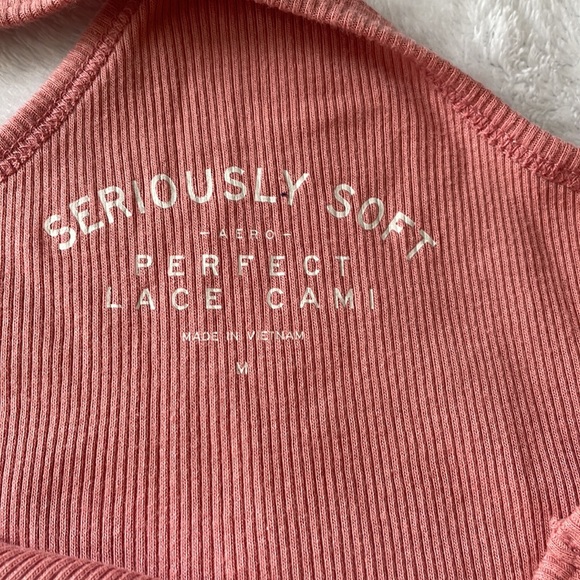 SERIOUSLY SOFT
- AERO -
PERFECT
LACE CAMI
MADE IN VIETNAM
M